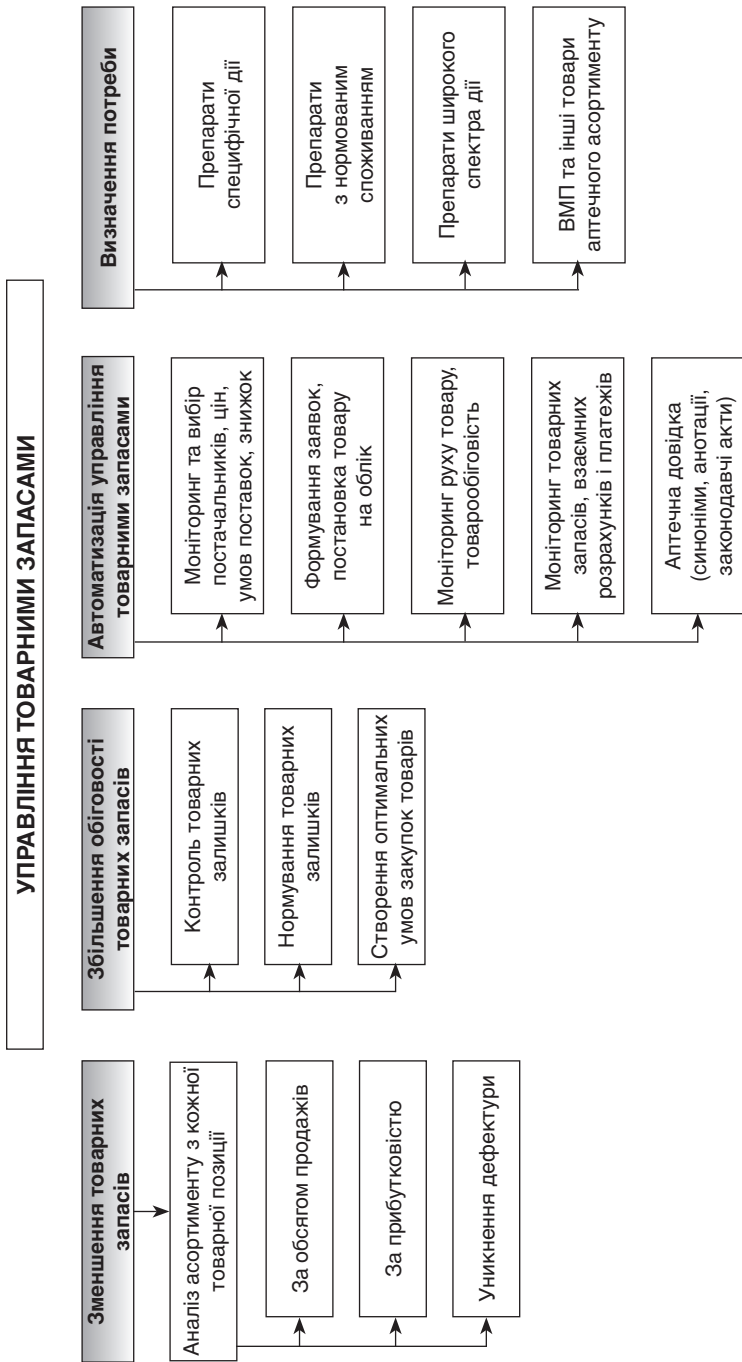 УПРАВЛІННЯ ТОВАРНИМИ ЗАПАСАМИ
Зменшення товарних
запасів
Аналіз асортименту з кожної
товарної позиції
За обсягом продажів
За прибутковістю
Уникнення дефектури
Збільшення обіговості
товарних запасів
Контроль товарних
залишків
Нормування товарних
залишків
Створення оптимальних
умов закупок товарів
Автоматизація управління
товарними запасами
Моніторинг та вибір
постачальників, цін,
умов поставок, знижок
Формування заявок,
постановка товару
на облік
Моніторинг руху товару,
товарообіговість
Моніторинг товарних
запасів, взаємних
розрахунків і платежів
Аптечна довідка
(синоніми, анотації,
законодавчі акти)
Визначення потреби
Препарати
специфічної дії
Препарати
з нормованим
споживанням
Препарати широкого
спектра дії
ВМП та інші товари
аптечного асортименту